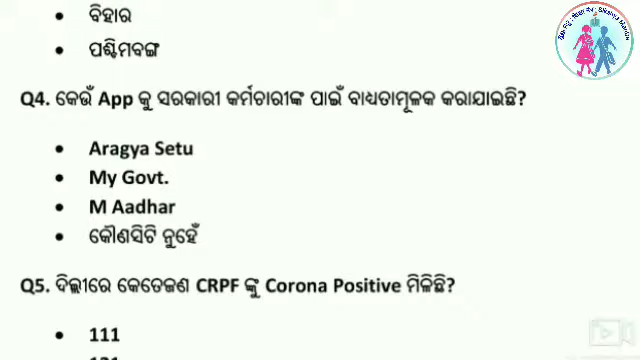 ବିହାର
ପଶ୍ଚିମବଙ୍ଗ
Q4. କେଉଁ App କୁ ସରକାରୀ କର୍ମଚାରୀଙ୍କ ପାଇଁ ବାଧ୍ୟତାମୂଳକ କରାଯାଇଛି?
Aragya Setu
My Govt.
M Aadhar
କୌଣସିଟି ନୁହେଁ
Q5. ଦିଲ୍ଲୀରେ କେତେଜଣ CRPF ଙ୍କୁ Corona Positive ମିଳିଛି?
111